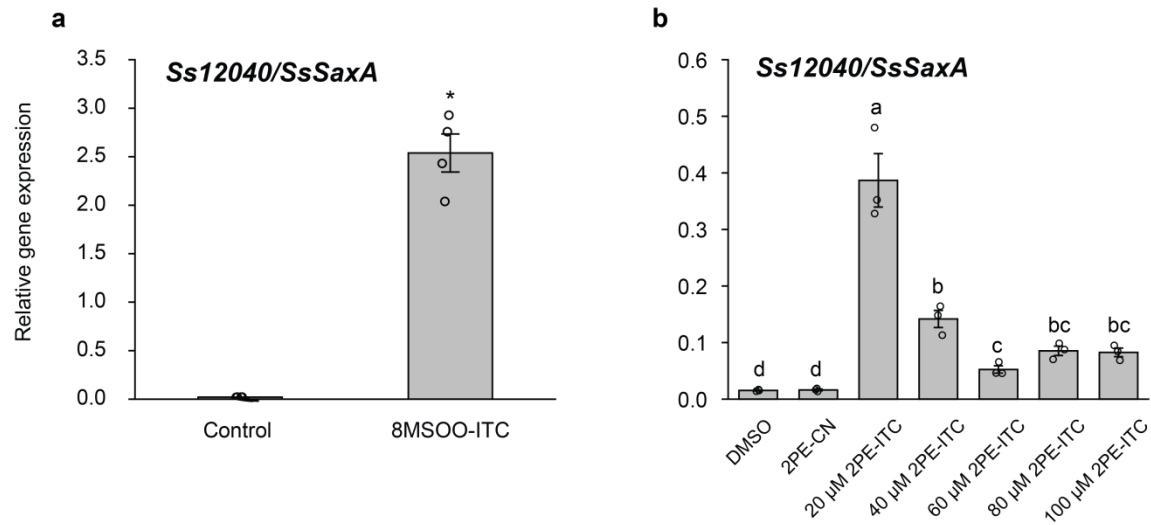 a
Ss12040/SsSaxA
Relative gene expression
3.5
3.0
2.5
2.0
1.5
1.0
0.5
0.0
*
Control
8MSOO-ITC
b
Ss12040/SsSaxA
0.6
0.5
0.4
0.3
0.2
0.1
0.0
d
d
a
b
c
bc
bc
DMSO
2PE-CN
20 µM 2PE-ITC
40 µM 2PE-ITC
60 µM 2PE-ITC
80 µM 2PE-ITC
100 µM 2PE-ITC